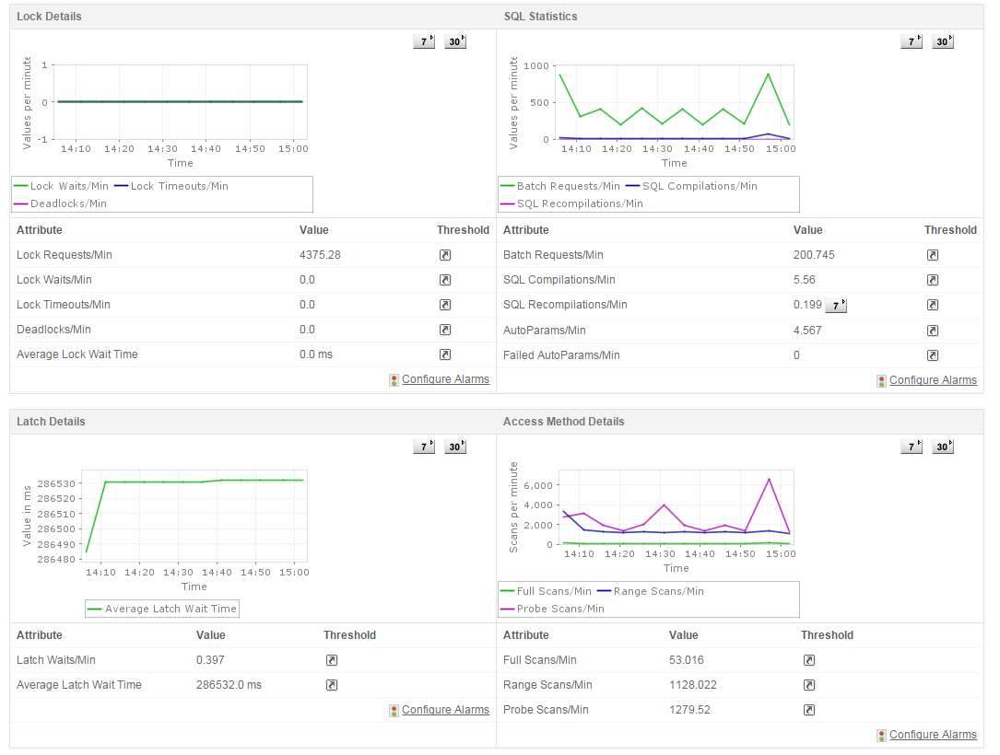 Lock Details
7 30
Values per minute
1
0
-1
14:10 14:20 14:30 14:40 14:50 15:00
Time
Lock Waits/Min Lock Timeouts/Min
Deadlocks/Min
Attribute Value Threshold
Lock Requests/Min 4375.28
Lock Waits/Min 0.0
Lock Timeouts/Min 0.0
Deadlocks/Min 0.0
Average Lock Wait Time 0.0 ms
Configure Alarms
SQL Statistics
7 30
Values per minute
1000
500
0
14:10 14:20 14:30 14:40 14:50 15:00
Time
Batch Requests/Min SQL Compilations/Min
SQL Recompilations/Min
Attribute Value Threshold
Batch Requests/Min 200.745
SQL Compilations/Min 5.56
SQL Recompilations/Min 0.199 7
AutoParams/Min 4.567
Failed AutoParams/Min 0
Configure Alarms
Latch Details
7 30
Value in ms
286530
286520
286510
286500
286490
286480
14:10 14:20 14:30 14:40 14:50 15:00
Time
Average Latch Wait Time
Attribute Value Threshold
Latch Waits/Min 0.397
Average Latch Wait Time 286532.0 ms
Configure Alarms
Access Method Details
7 30
Scans per minute
6,000
4,000
2,000
0
14:10 14:20 14:30 14:40 14:50 15:00
Time
Full Scans/Min Range Scans/Min
Probe Scans/Min
Attribute Value Threshold
Full Scans/Min 53.016
Range Scans/Min 1128.022
Probe Scans/Min 1279.52
Configure Alarms